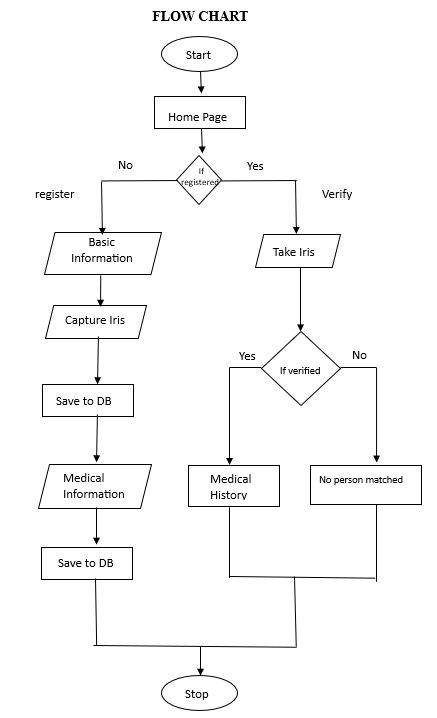 FLOW CHART
Start
Home Page
If
registered
No
Yes
register
Verify
Basic
Information
Take Iris
Capture Iris
Yes
No
If verified
Save to DB
Medical
Information
Medical
History
No person matched
Save to DB
Stop